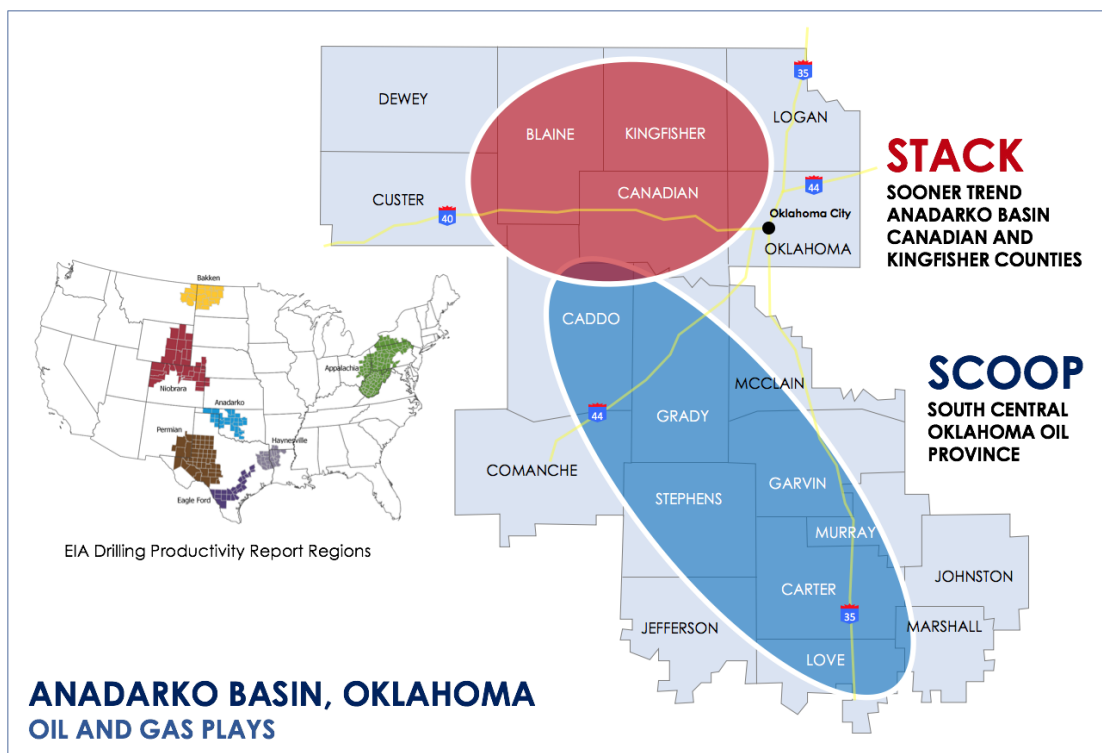 35
DEWEY
BLAINE
KINGFISHER
LOGAN
STACK
SOONER TREND
ANADARKO BASIN
CANADIAN AND
KINGFISHER COUNTIES
CUSTER
CANADIAN
44
40
Oklahoma City
OKLAHOMA
Bakken
Niobrara
Appalachia
Anadarko
Permian
Haynesville
Eagle Ford
EIA Drilling Productivity Report Regions
CADDO
MCCLAIN
SCOOP
SOUTH CENTRAL
OKLAHOMA OIL
PROVINCE
44
GRADY
COMANCHE
STEPHENS
GARVIN
MURRAY
JOHNSTON
CARTER
35
JEFFERSON
MARSHALL
LOVE
ANADARKO BASIN, OKLAHOMA
OIL AND GAS PLAYS